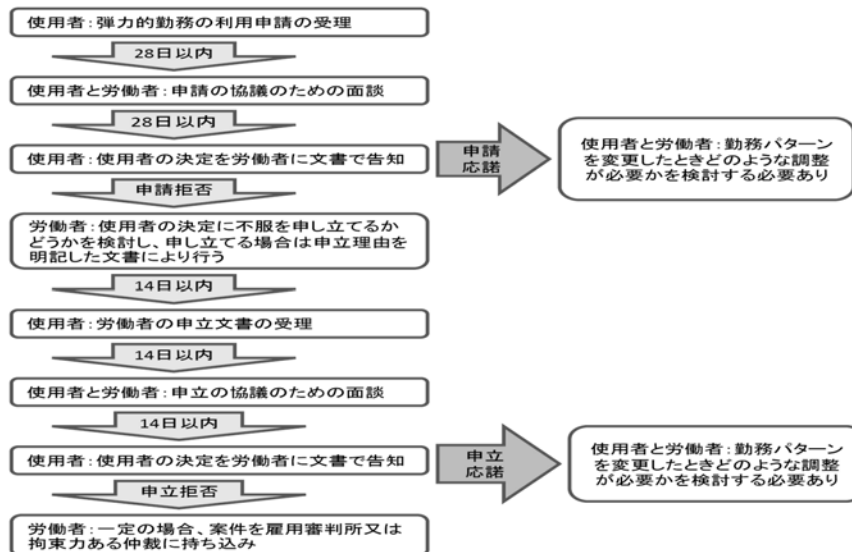 使用者:弾力的勤務の利用申請の受理
28日以内
使用者と労働者:申請の協議のための面談
28日以内
使用者:使用者の決定を労働者に文書で告知
申請
応諾
使用者と労働者:勤務パターン
を変更したときどのような調整
が必要かを検討する必要あり
申請拒否
労働者:使用者の決定に不服を申し立てるか
どうかを検討し、申し立てる場合は申立理由を
明記した文書により行う
14日以内
使用者:労働者の申立文書の受理
14日以内
使用者と労働者:申立の協議のための面談
14日以内
使用者:使用者の決定を労働者に文書で告知
申立
応諾
使用者と労働者:勤務パターン
を変更したときどのような調整
が必要かを検討する必要あり
申立拒否
労働者:一定の場合、案件を雇用審判所又は
拘束力ある仲裁に持ち込み